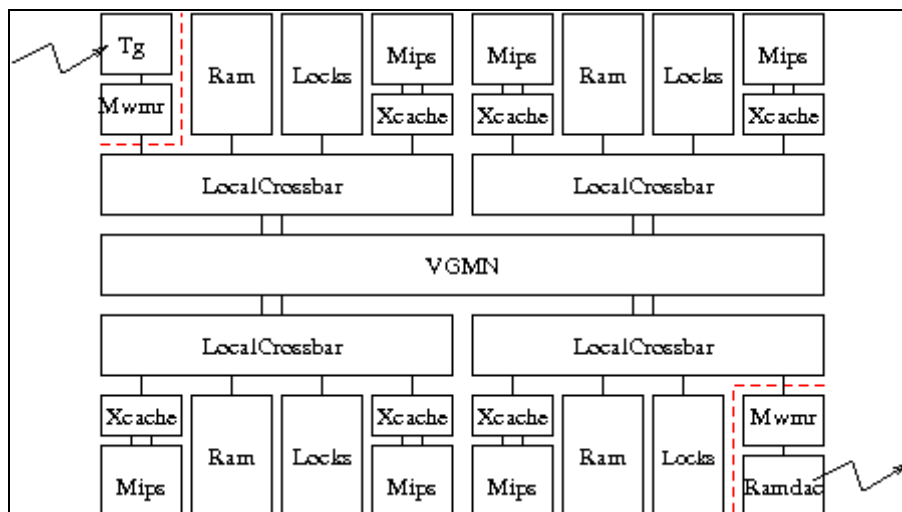 Tg
Ram
Locks
Mips
Mips
Ram
Locks
Mips
Mwmr
Xcache
Xcache
Xcache
LocalCrossbar
LocalCrossbar
VGMN
LocalCrossbar
LocalCrossbar
Xcache
Xcache
Xcache
Mwmr
Ram
Locks
Ram
Locks
Mips
Mips
Mips
Ramdac